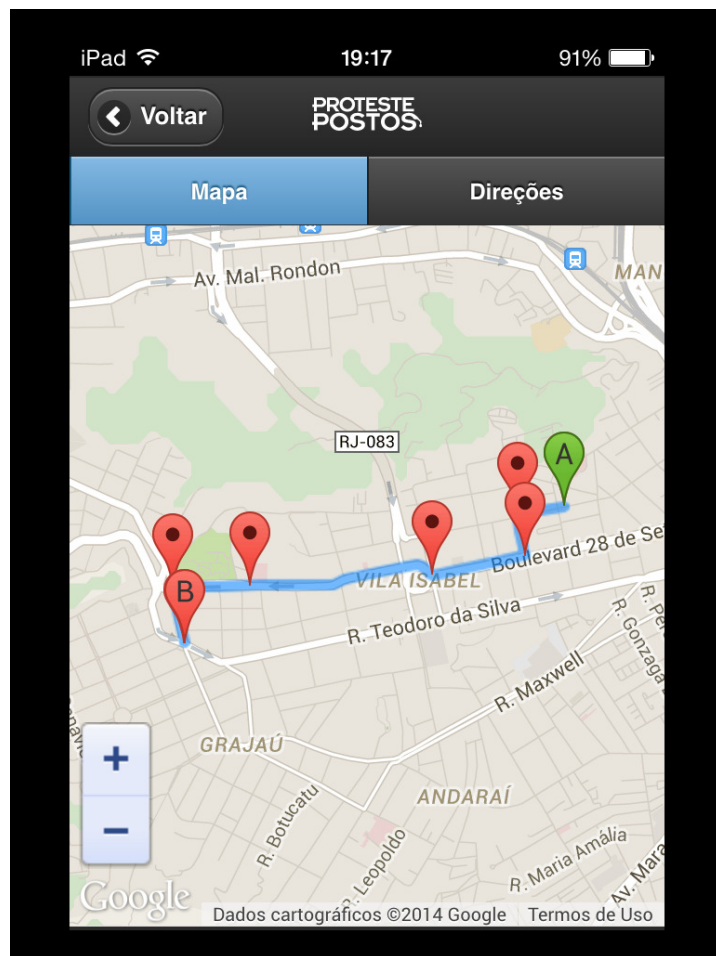 iPad 19:17 91%
Voltar
PROTESTE
POSTOS
Mapa Direções
Av. Mal. Rondon
MAN
RJ-083
A
Boulevard 28 de Se
VILA ISABEL
B
R. Teodoro da Silva
R. Pe
R. Gonzaga
R. Maxwell
GRAJAÚ
ANDARAÍ
R. Botucatu
R. Leopoldo
R. Maria Amália
Av. Mara
+
−
Google
Dados cartográficos ©2014 Google Termos de Uso